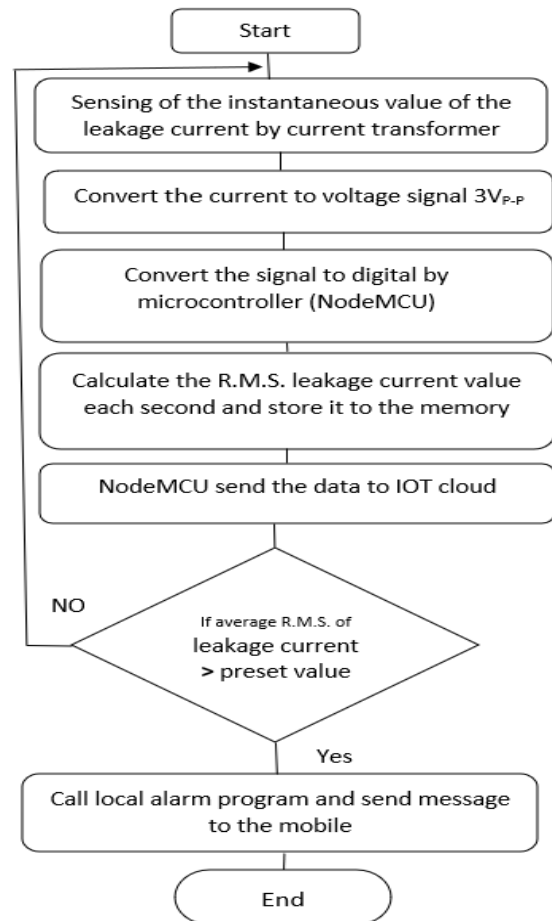 Start
Sensing of the instantaneous value of the
leakage current by current transformer
Convert the current to voltage signal 3VP-P
Convert the signal to digital by
microcontroller (NodeMCU)
Calculate the R.M.S. leakage current value
each second and store it to the memory
NodeMCU send the data to IOT cloud
NO
If average R.M.S. of
leakage current
> preset value
Yes
Call local alarm program and send message
to the mobile
End